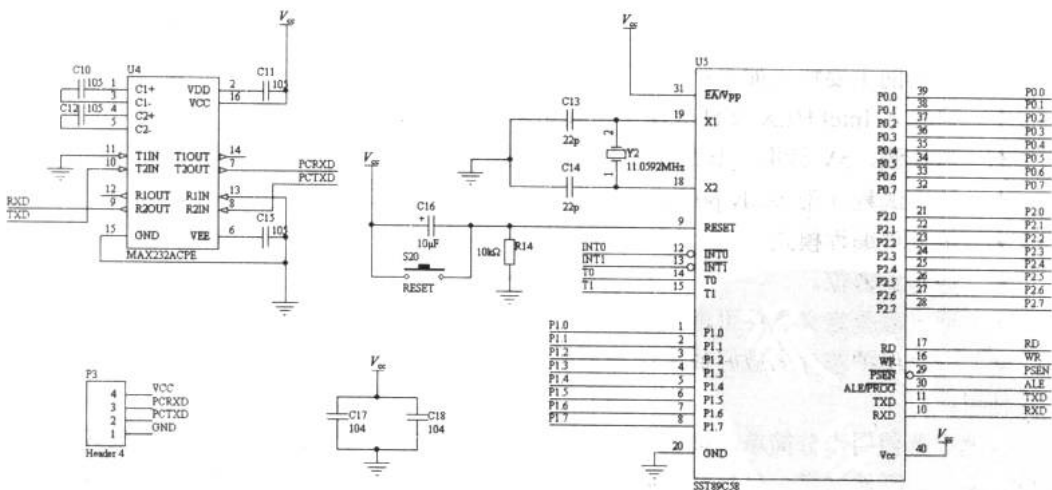 V_SS
U4
C10
105
C12
105
1
3
4
5
C1+
C1-
C2+
C2-
VDD
VCC
2
16
C11
105
11
10
T1IN
T2IN
T1OUT
T2OUT
14
7
PCRXD
PCTXD
12
9
R1OUT
R2OUT
R1IN
R2IN
13
8
RXD
TXD
15
GND
VEE
6
C15
105
MAX232ACPE
P3
4
3
2
1
VCC
PCRXD
PCTXD
GND
Header 4
V_SS
C16
+
10μF
S20
RESET
10kΩ
R14
V_cc
C17
104
C18
104
C13
22p
C14
22p
2
1
Y2
11.0592MHz
V_SS
U5
31
EA/Vpp
19
X1
18
X2
9
RESET
INT0
12
INT0
INT1
13
INT1
T0
14
T0
T1
15
T1
P1.0
1
P1.0
P1.1
2
P1.1
P1.2
3
P1.2
P1.3
4
P1.3
P1.4
5
P1.4
P1.5
6
P1.5
P1.6
7
P1.6
P1.7
8
P1.7
20
GND
P0.0
39
P0.0
P0.1
38
P0.1
P0.2
37
P0.2
P0.3
36
P0.3
P0.4
35
P0.4
P0.5
34
P0.5
P0.6
33
P0.6
P0.7
32
P0.7
P2.0
21
P2.0
P2.1
22
P2.1
P2.2
23
P2.2
P2.3
24
P2.3
P2.4
25
P2.4
P2.5
26
P2.5
P2.6
27
P2.6
P2.7
28
P2.7
RD
17
RD
WR
16
WR
PSEN
29
PSEN
ALE/PROG
30
ALE
TXD
11
TXD
RXD
10
RXD
Vcc
40
V_SS
SST89C58